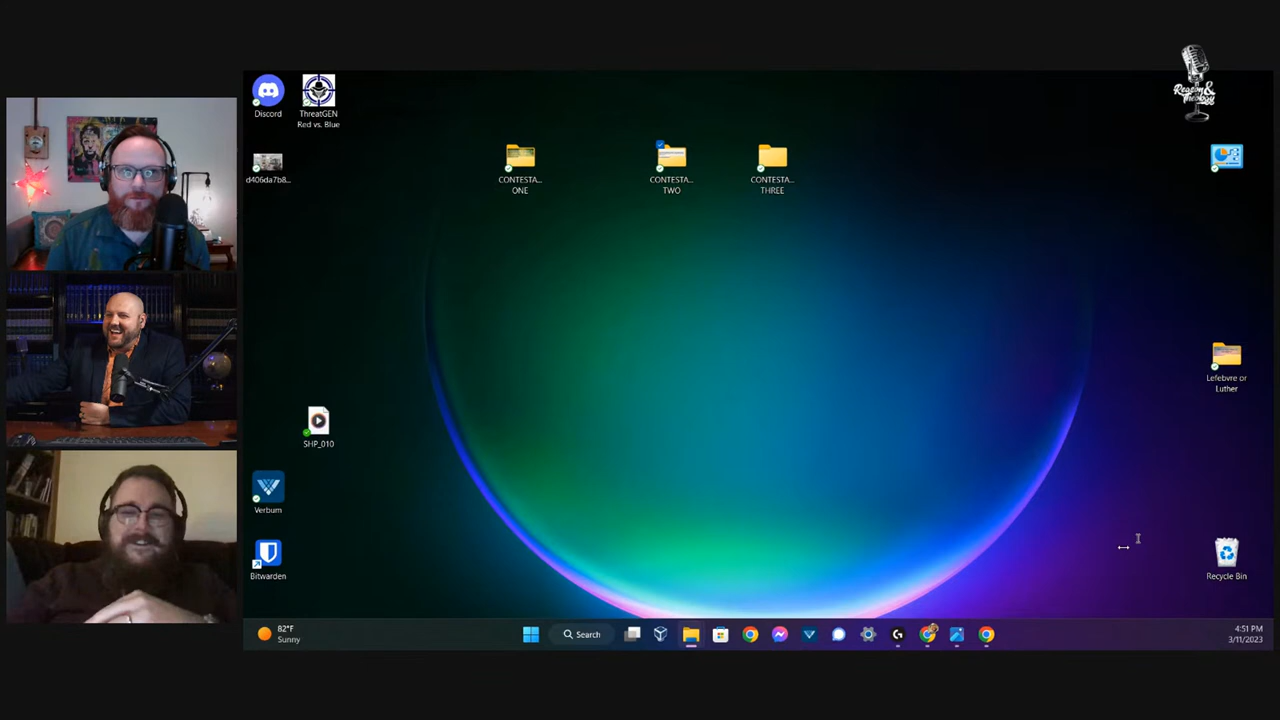 Reason &
Theology
Discord
ThreatGEN
Red vs. Blue
d406da7b8...
CONTESTA...
ONE
CONTESTA...
TWO
CONTESTA...
THREE
Lefebvre or
Luther
SHP_010
Verbum
Bitwarden
Recycle Bin
82°F
Sunny
Search
4:51 PM
3/11/2023